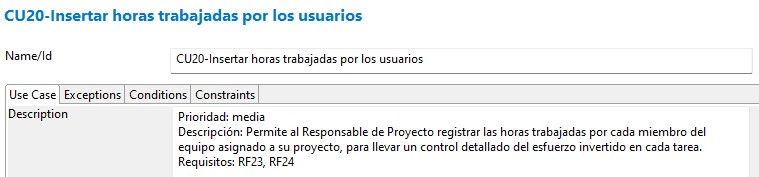 CU20-Insertar horas trabajadas por los usuarios
Name/Id
CU20-Insertar horas trabajadas por los usuarios
Use Case Exceptions Conditions Constraints
Description
Prioridad: media
Descripción: Permite al Responsable de Proyecto registrar las horas trabajadas por cada miembro del
equipo asignado a su proyecto, para llevar un control detallado del esfuerzo invertido en cada tarea.
Requisitos: RF23, RF24